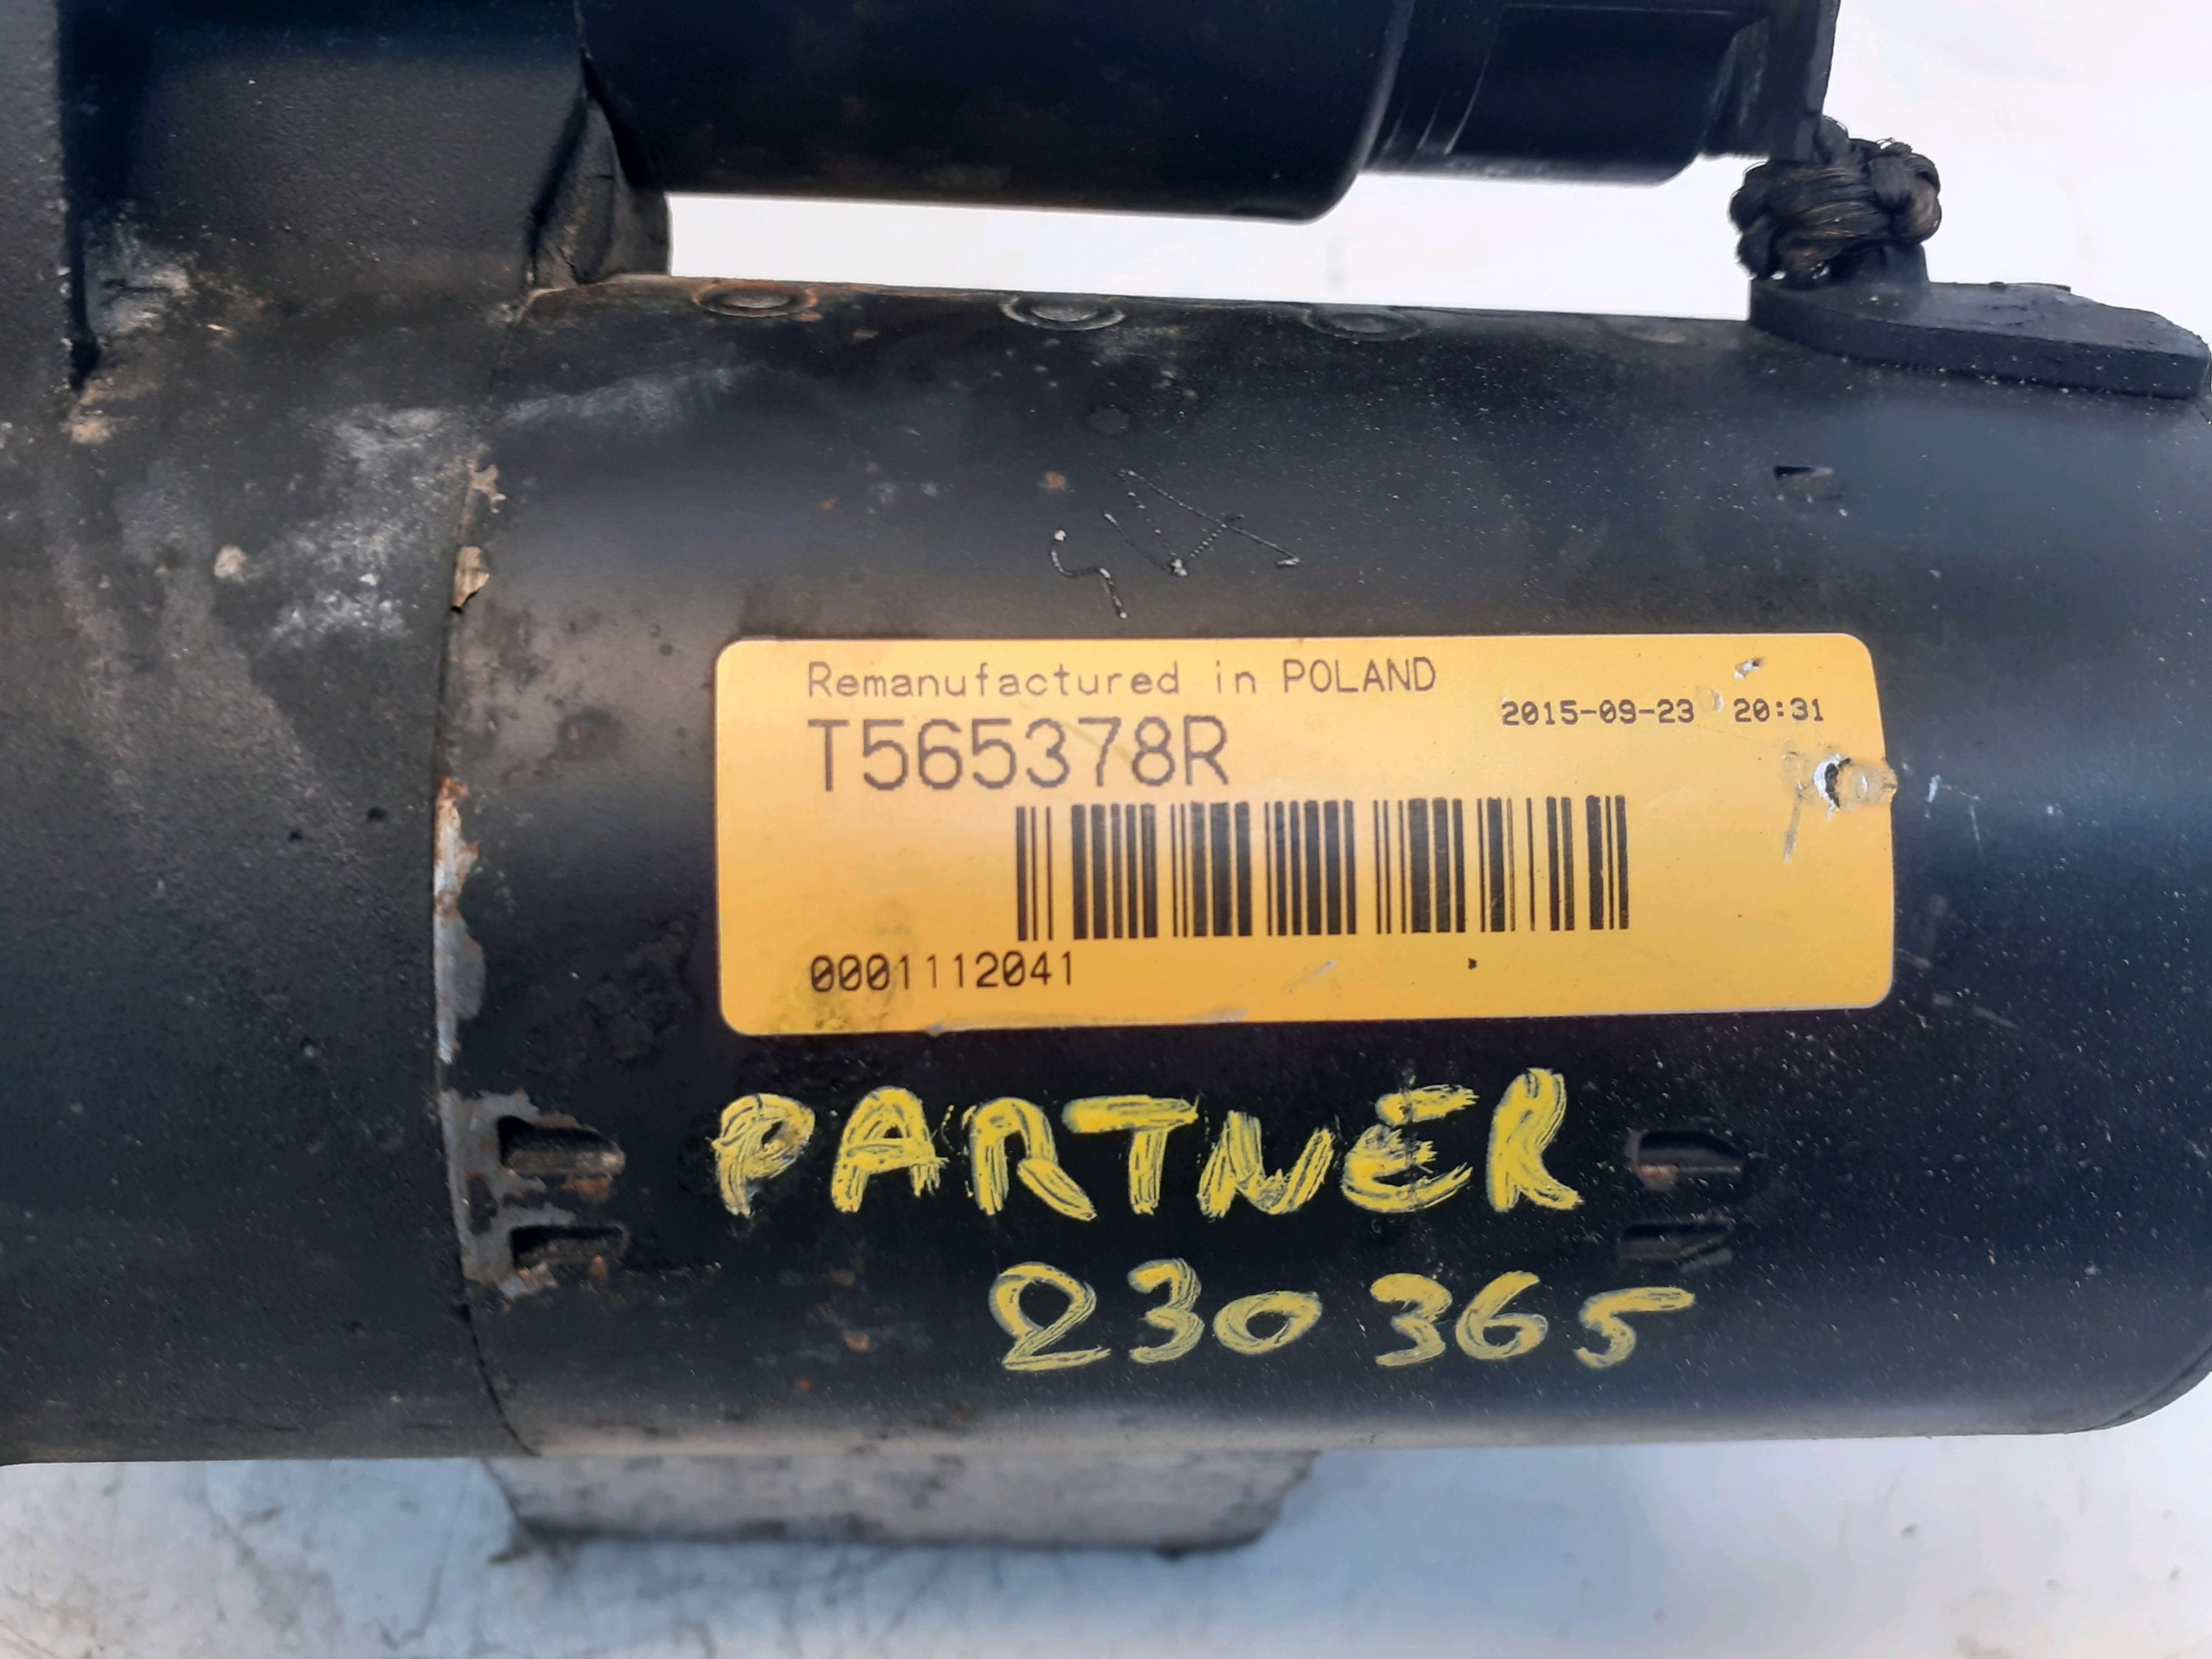 Remanufactured in POLAND
2015-09-23 20:31
T565378R
0001112041
PARTNER
230365